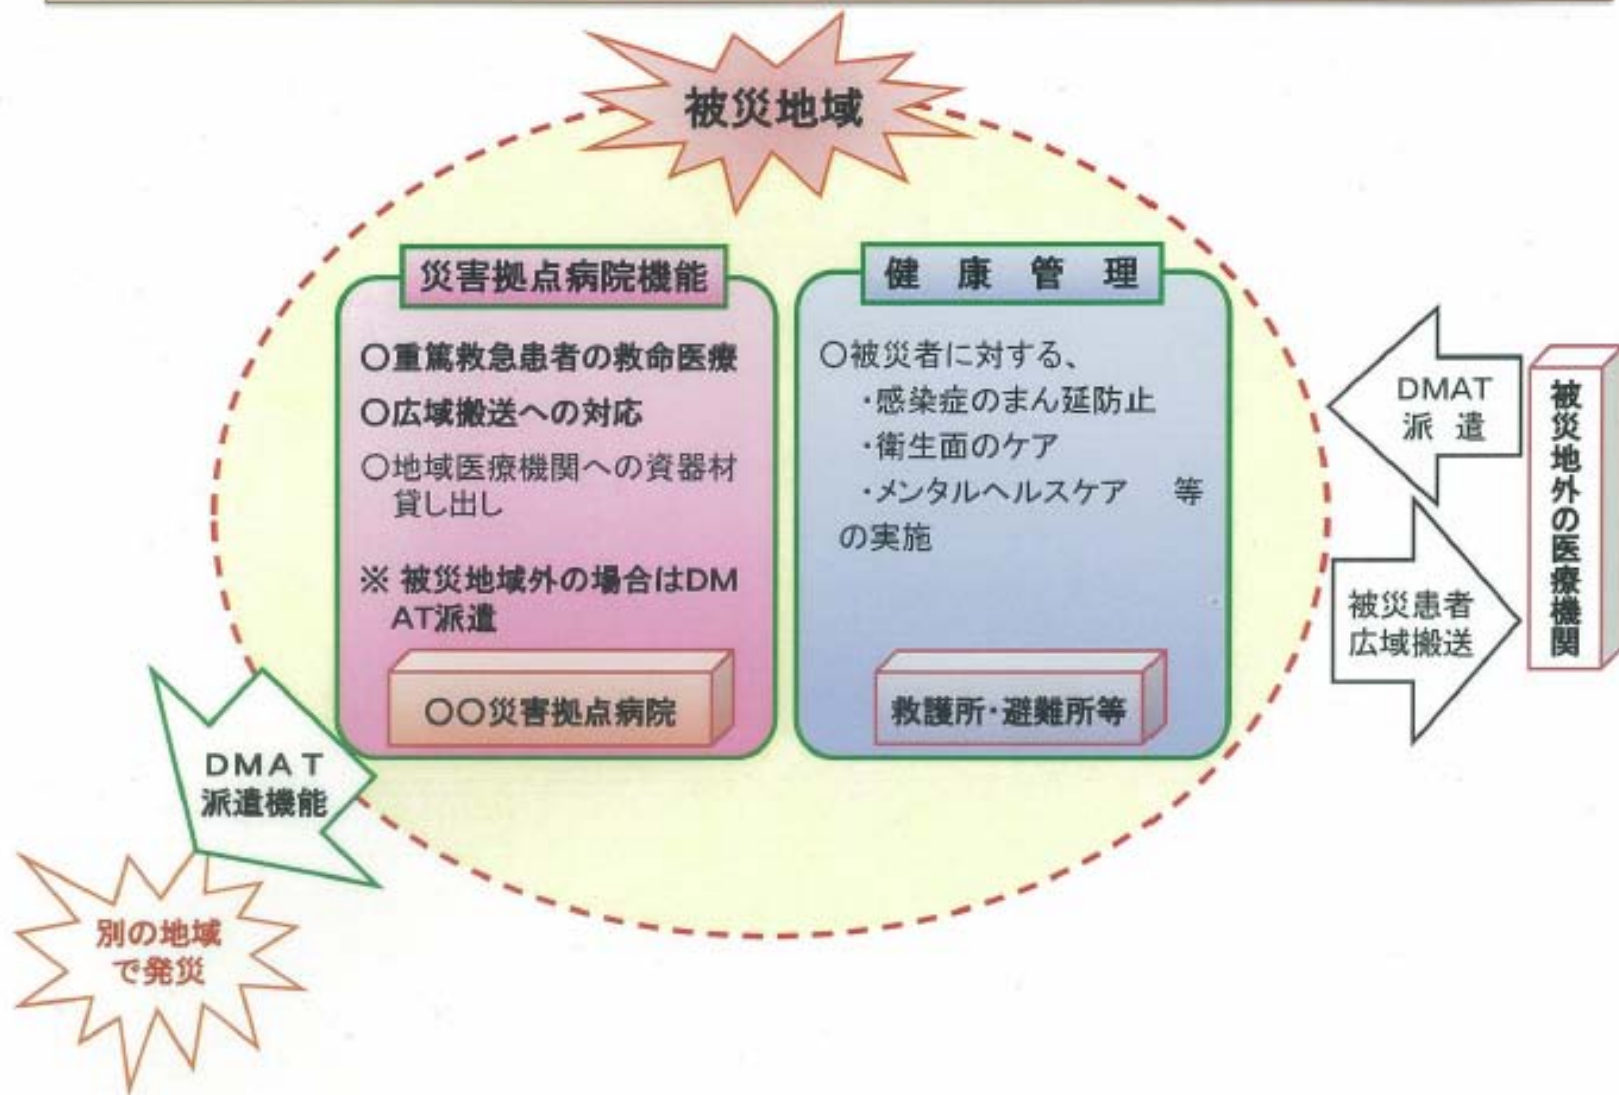 被災地域
災害拠点病院機能
〇重篤救急患者の救命医療
〇広域搬送への対応
〇地域医療機関への資器材
貸し出し
※ 被災地域外の場合はDM
AT派遣
〇〇災害拠点病院
健康管理
〇被災者に対する、
・感染症のまん延防止
・衛生面のケア
・メンタルヘルスケア 等
の実施
救護所・避難所等
DMAT
派遣
被災患者
広域搬送
被災地外の医療機関
DMAT
派遣機能
別の地域
で発災